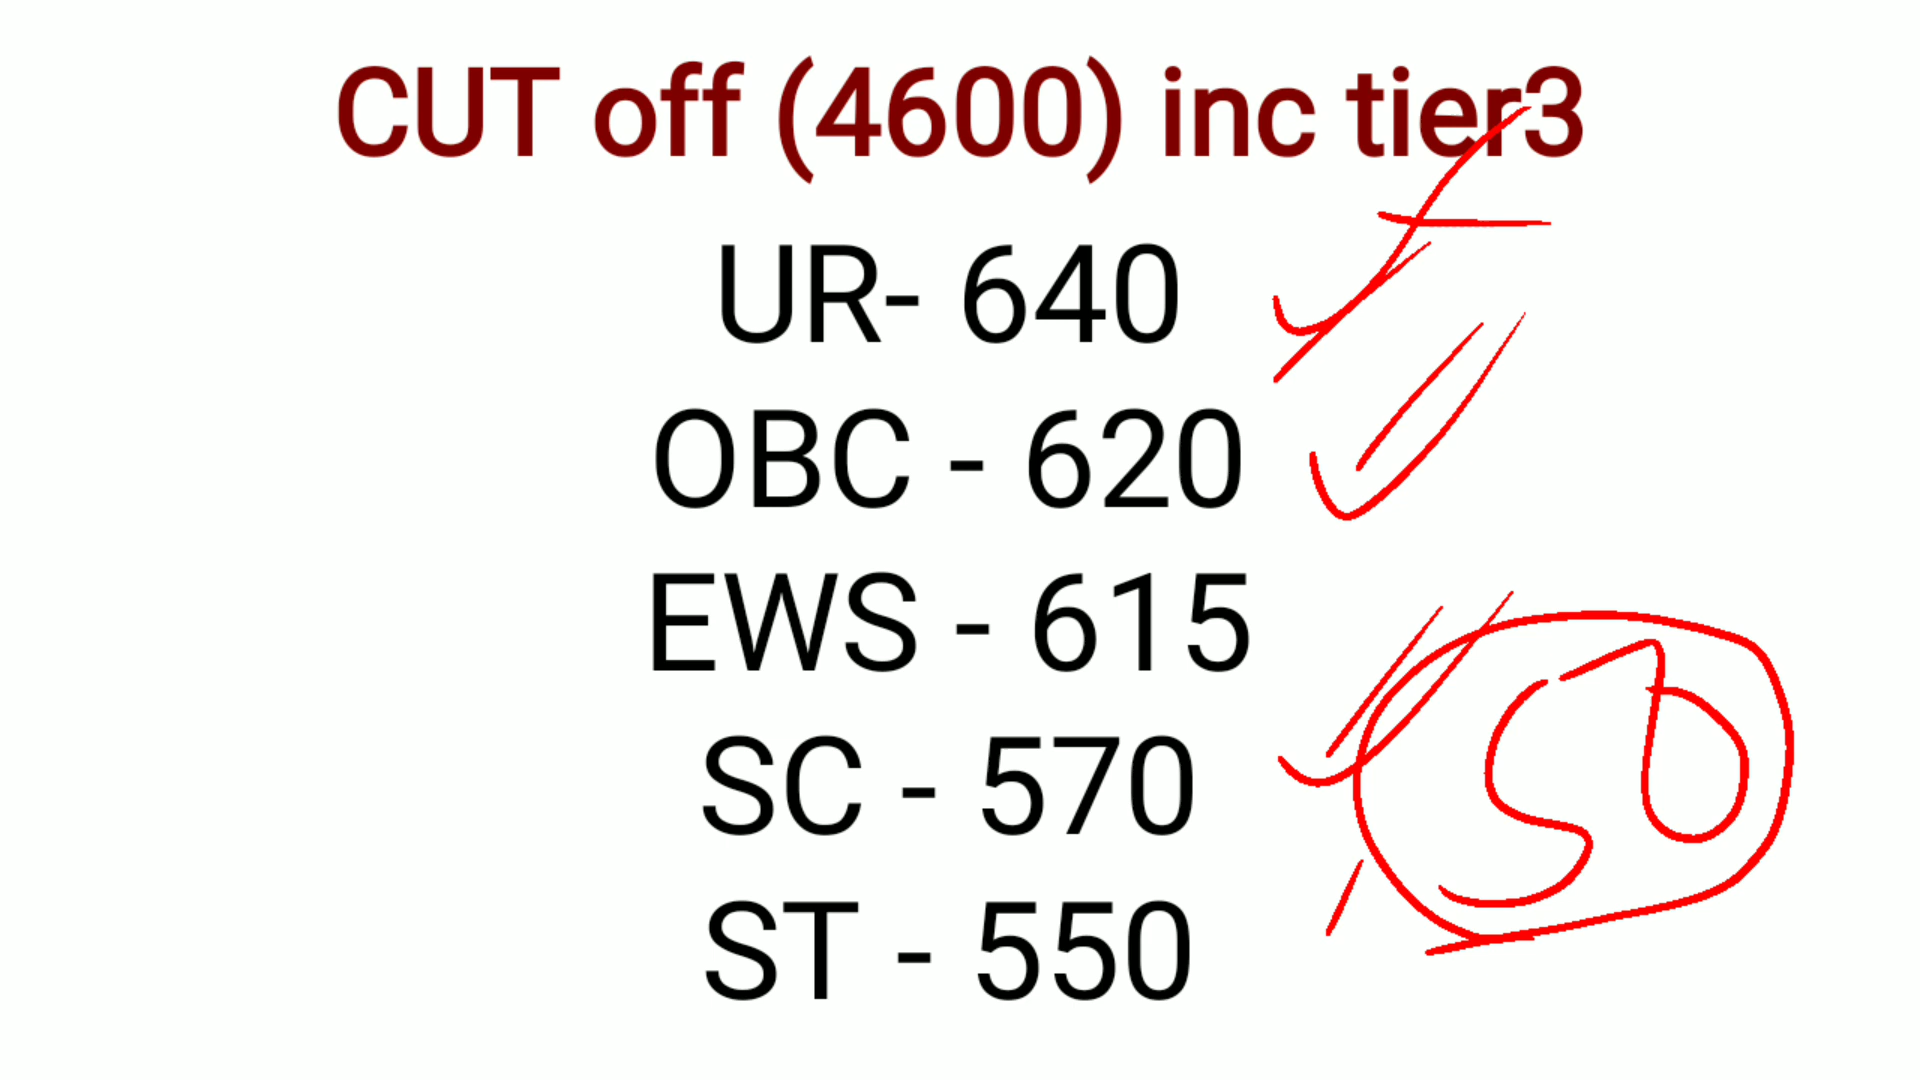 CUT off (4600) inc tier3
UR- 640
OBC - 620
EWS - 615
SC - 570
ST - 550
50